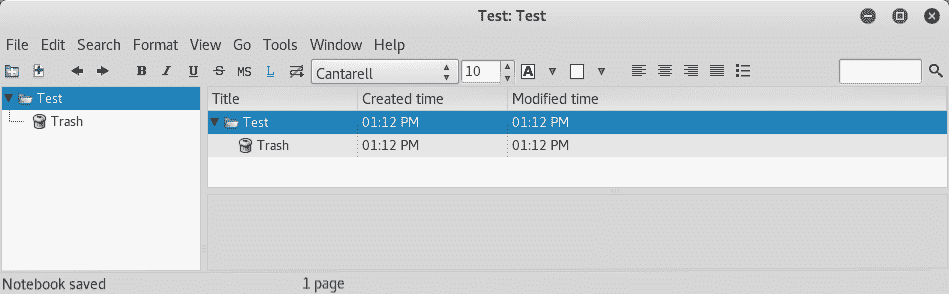 Test: Test
File Edit Search Format View Go Tools Window Help
B I U S MS L Cantarell 10 A
Test
Trash
Title Created time Modified time
Test 01:12 PM 01:12 PM
Trash 01:12 PM 01:12 PM
Notebook saved 1 page